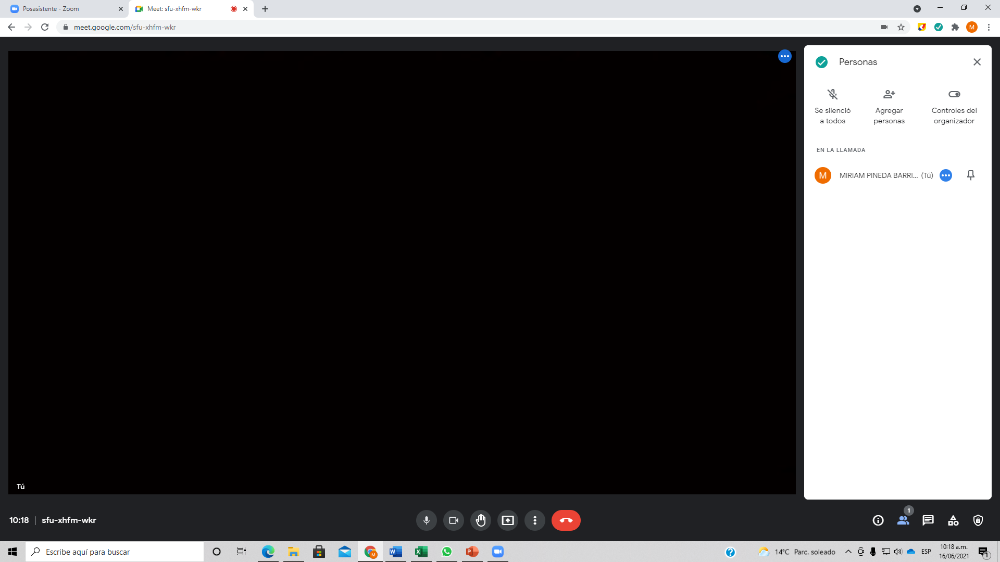 Posasistente - Zoom
Meet: sfu-xhfm-wkr
meet.google.com/sfu-xhfm-wkr
M
Personas
Se silenció
a todos
Agregar
personas
Controles del
organizador
EN LA LLAMADA
M
MIRIAM PINEDA BARRI... (Tú)
Tú
10:18 | sfu-xhfm-wkr
1
Escribe aquí para buscar
14°C Parc. soleado
ESP
10:18 a.m.
16/06/2021
1